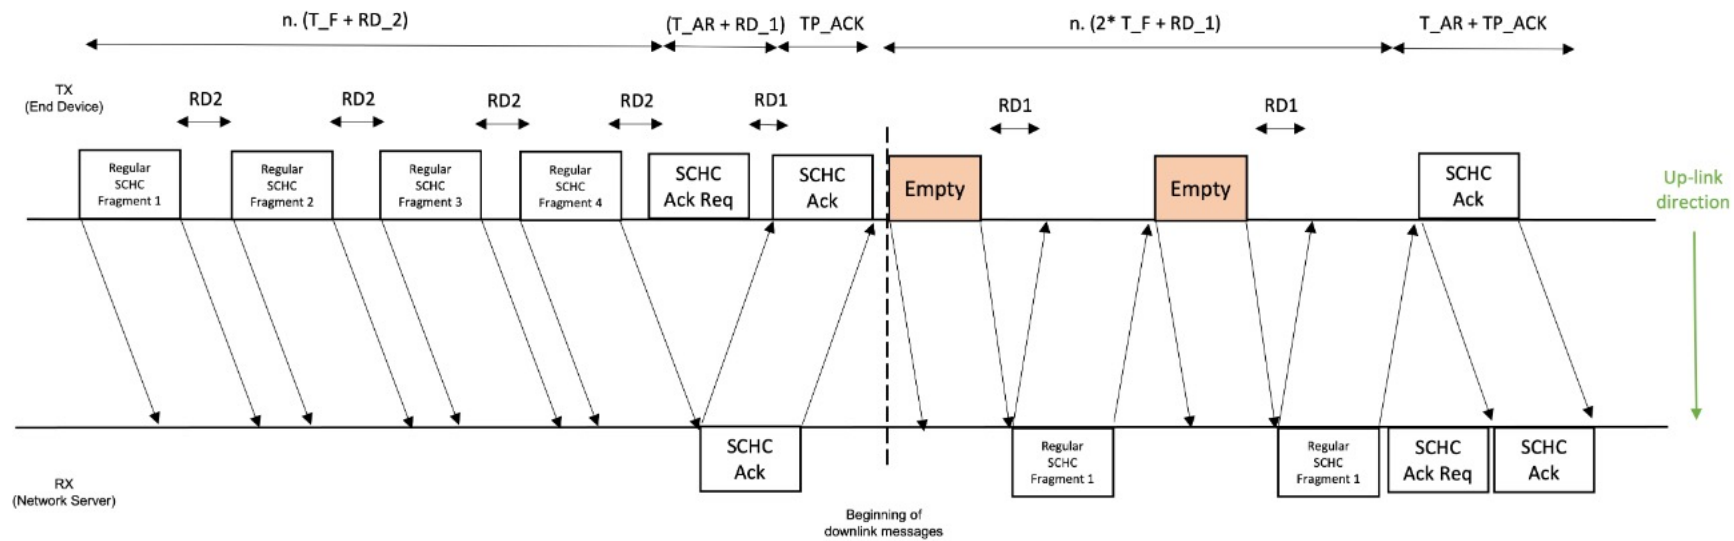 n. (T_F + RD_2)
(T_AR + RD_1)
TP_ACK
n. (2* T_F + RD_1)
T_AR + TP_ACK
TX
(End Device)
RD2
RD2
RD2
RD2
RD1
RD1
RD1
Regular
SCHC
Fragment 1
Regular
SCHC
Fragment 2
Regular
SCHC
Fragment 3
Regular
SCHC
Fragment 4
SCHC
Ack Req
SCHC
Ack
Empty
Empty
SCHC
Ack
Up-link
direction
SCHC
Ack
Regular
SCHC
Fragment 1
Regular
SCHC
Fragment 1
SCHC
Ack Req
SCHC
Ack
RX
(Network Server)
Beginning of
downlink messages